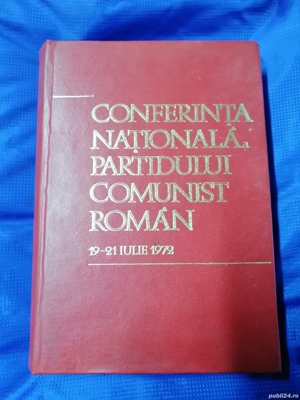 CONFERINȚA
NAȚIONALĂ A
PARTIDULUI
COMUNIST
ROMÂN
19-21 IULIE 1972
publi24.ro